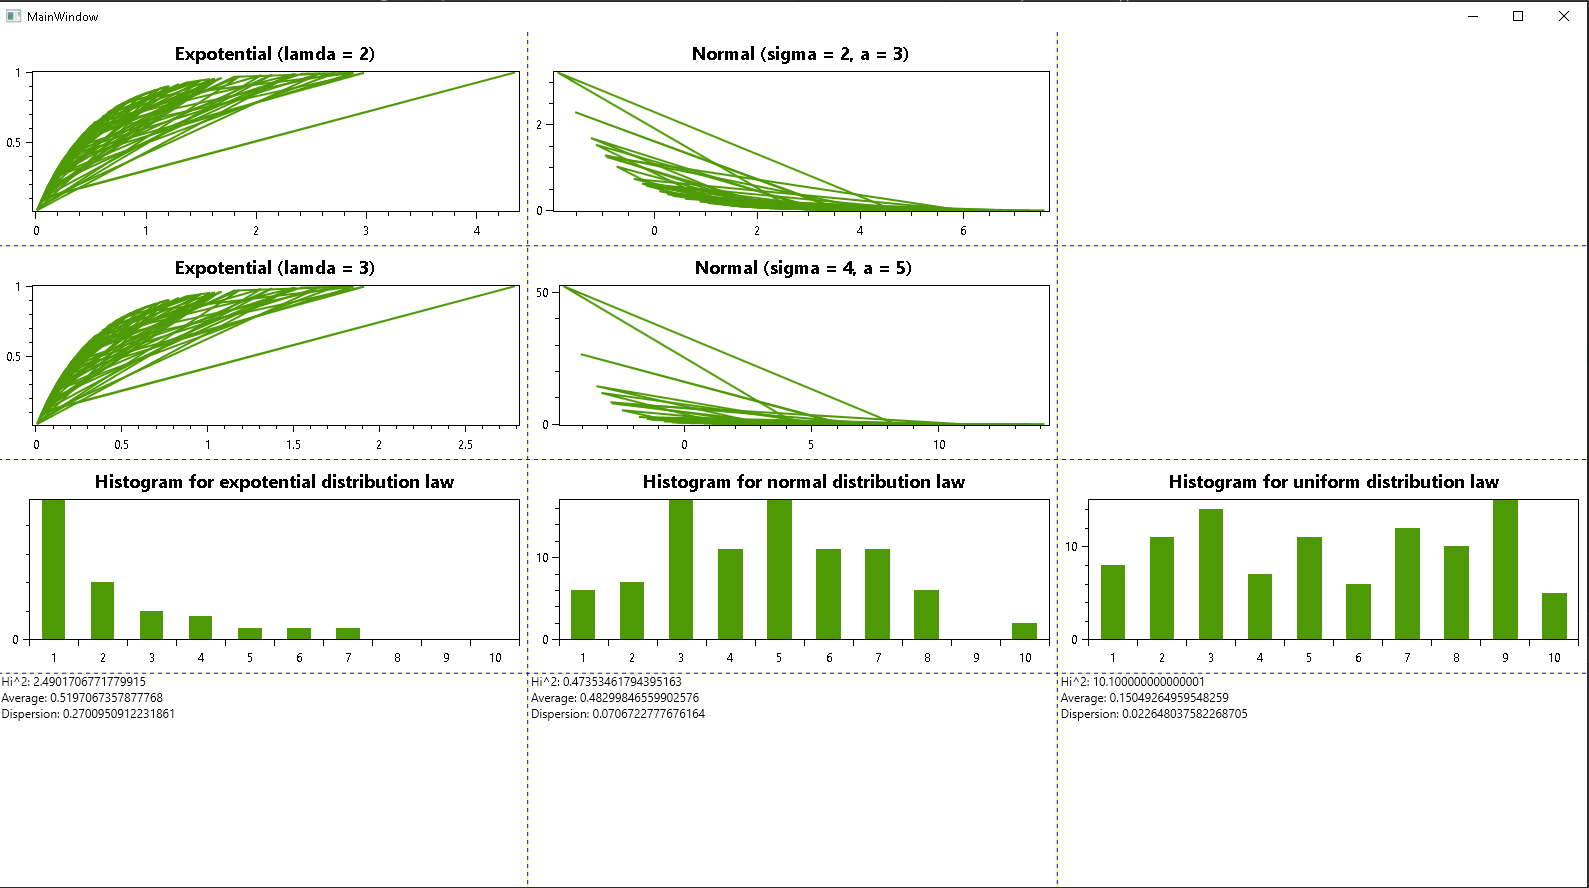 MainWindow
Expotential (lamda = 2)
1
0.5
0 1 2 3 4
Normal (sigma = 2, a = 3)
2
0
0 2 4 6
Expotential (lamda = 3)
1
0.5
0 0.5 1 1.5 2 2.5
Normal (sigma = 4, a = 5)
50
0
0 5 10
Histogram for expotential distribution law
0
1 2 3 4 5 6 7 8 9 10
Histogram for normal distribution law
10
0
1 2 3 4 5 6 7 8 9 10
Histogram for uniform distribution law
10
0
1 2 3 4 5 6 7 8 9 10
Hi^2: 2.4901706771779915
Average: 0.5197067357877768
Dispersion: 0.2700950912231861
Hi^2: 0.47353461794395163
Average: 0.48299846559902576
Dispersion: 0.0706722777676164
Hi^2: 10.100000000000001
Average: 0.15049264959548259
Dispersion: 0.022648037582268705